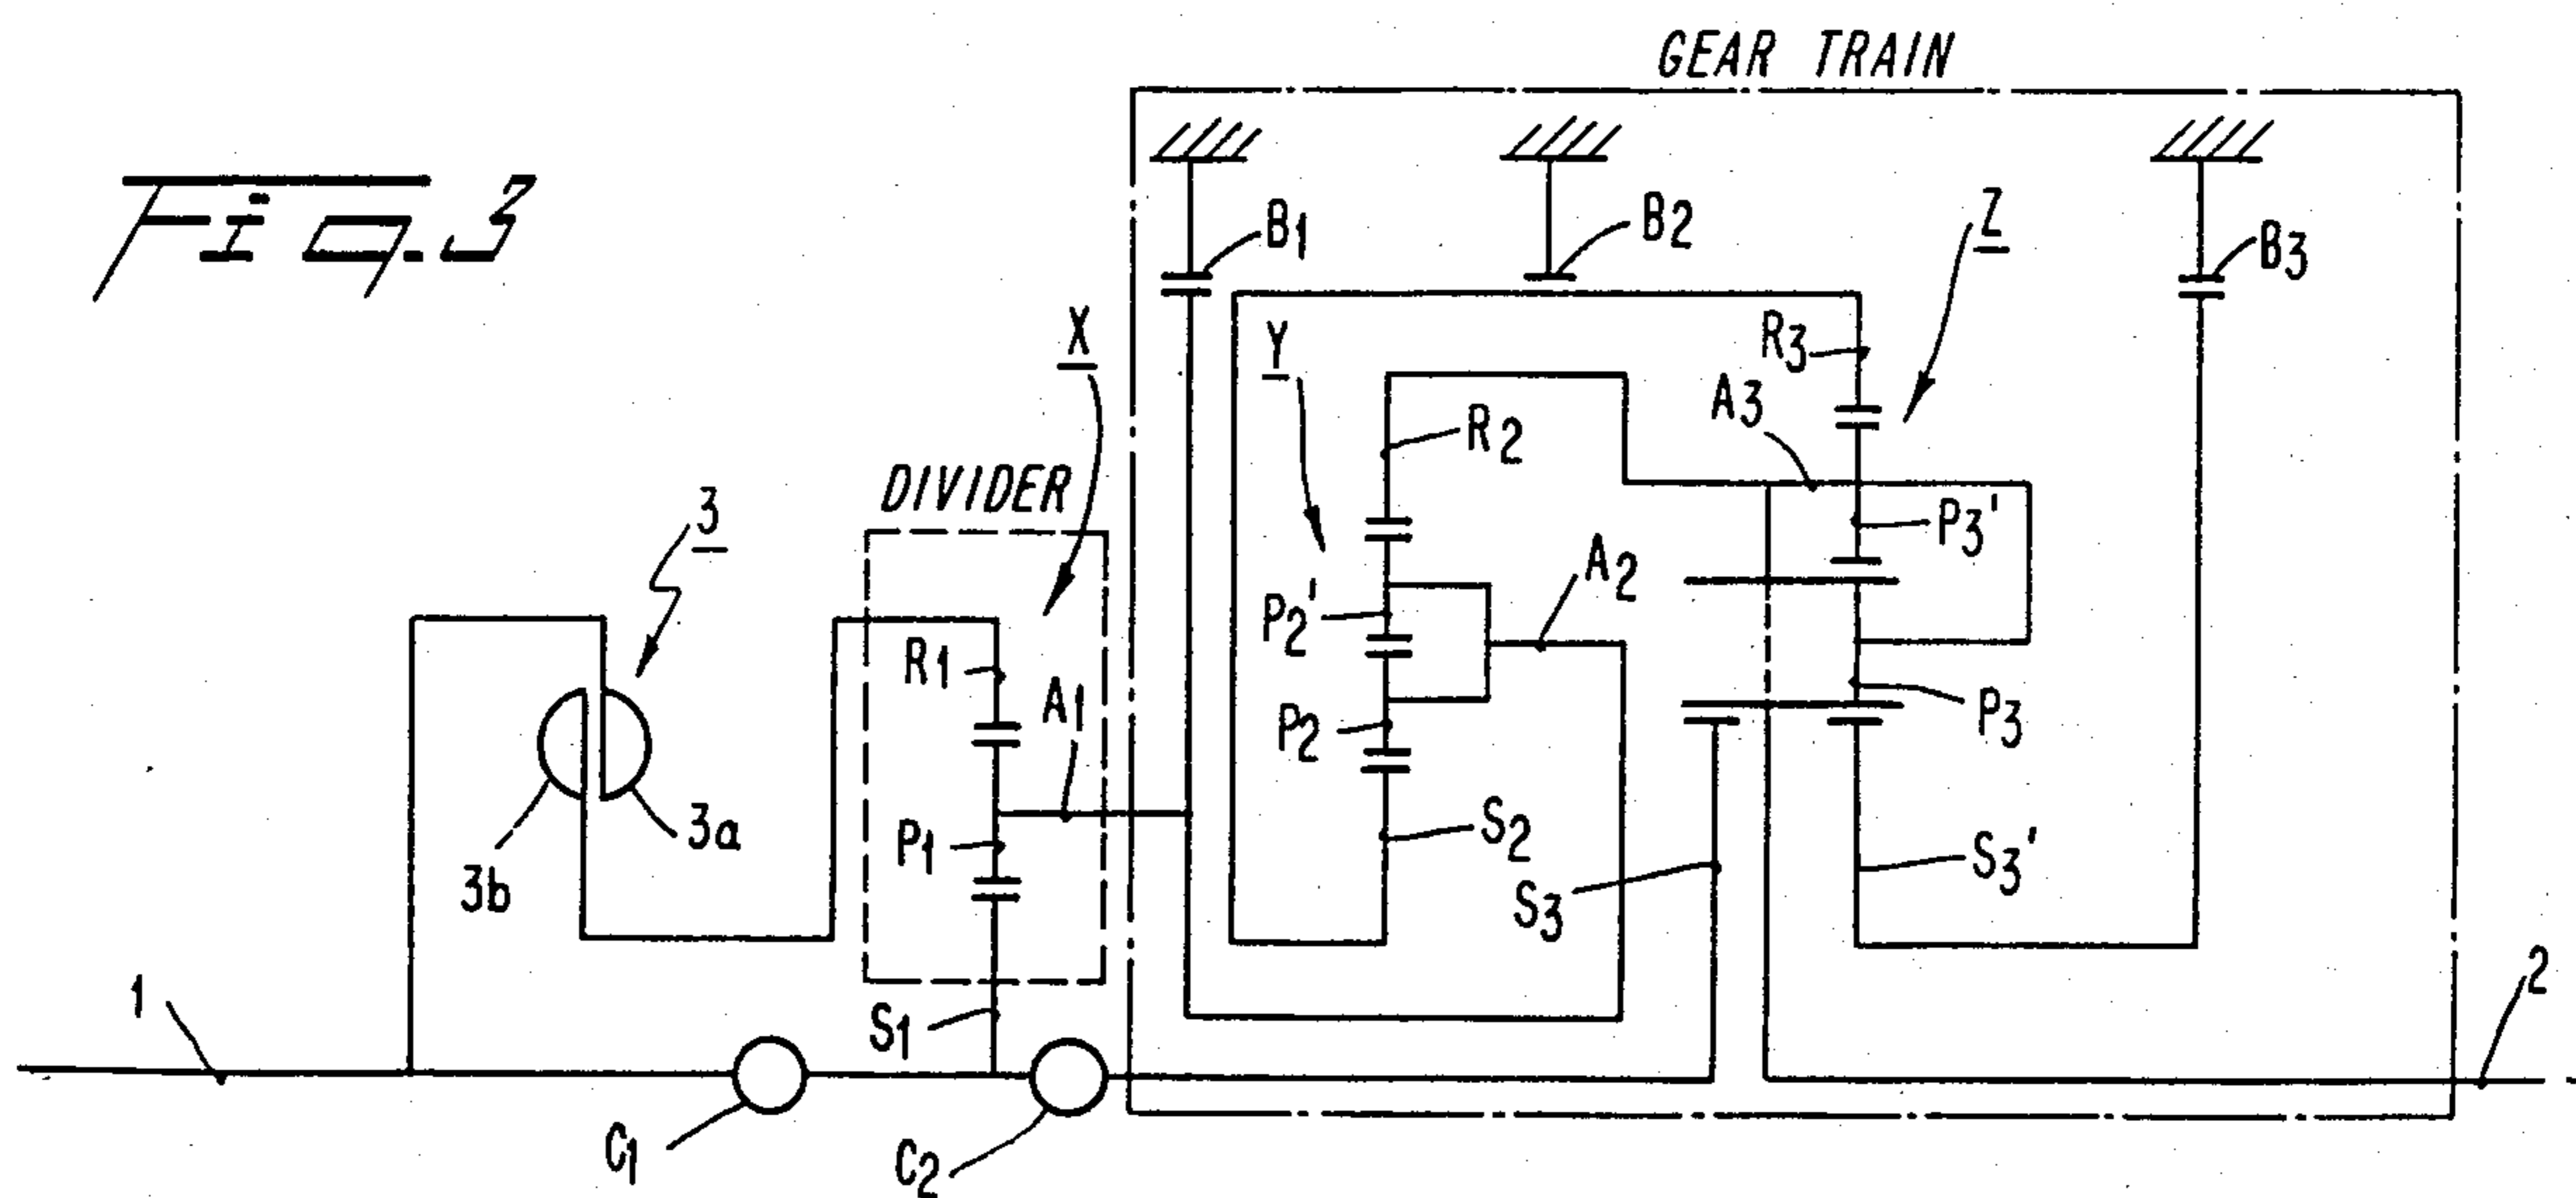 GEAR TRAIN
Fig. 3
B1
B2
Z
B3
X
Y
R3
A3
R2
DIVIDER
3
P3'
A2
P2'
R1
A1
P2
P3
3a
3b
P1
S2
S3'
S3
1
S1
2
C1
C2